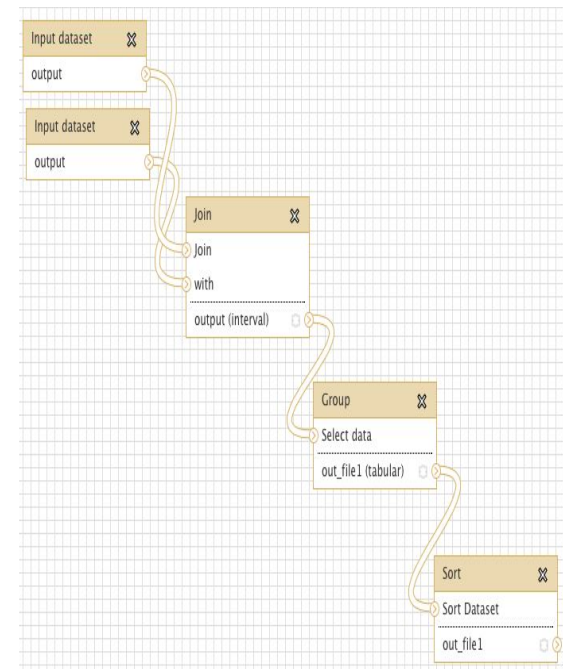 Input dataset
output
Input dataset
output
Join
Join
with
output (interval)
Group
Select data
out_file1 (tabular)
Sort
Sort Dataset
out_file1